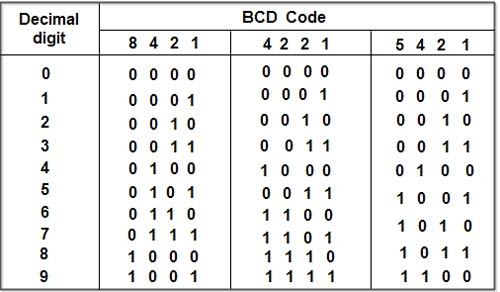 Decimal digit BCD Code
8 4 2 1 4 2 2 1 5 4 2 1
0 0 0 0 0 0 0 0 0 0 0 0 0
1 0 0 0 1 0 0 0 1 0 0 0 1
2 0 0 1 0 0 0 1 0 0 0 1 0
3 0 0 1 1 0 0 1 1 0 0 1 1
4 0 1 0 0 1 0 0 0 0 1 0 0
5 0 1 0 1 0 0 1 1 1 0 0 1
6 0 1 1 0 1 1 0 0
7 0 1 1 1 1 1 0 1 1 0 1 0
8 1 0 0 0 1 1 1 0 1 0 1 1
9 1 0 0 1 1 1 1 1 1 1 0 0